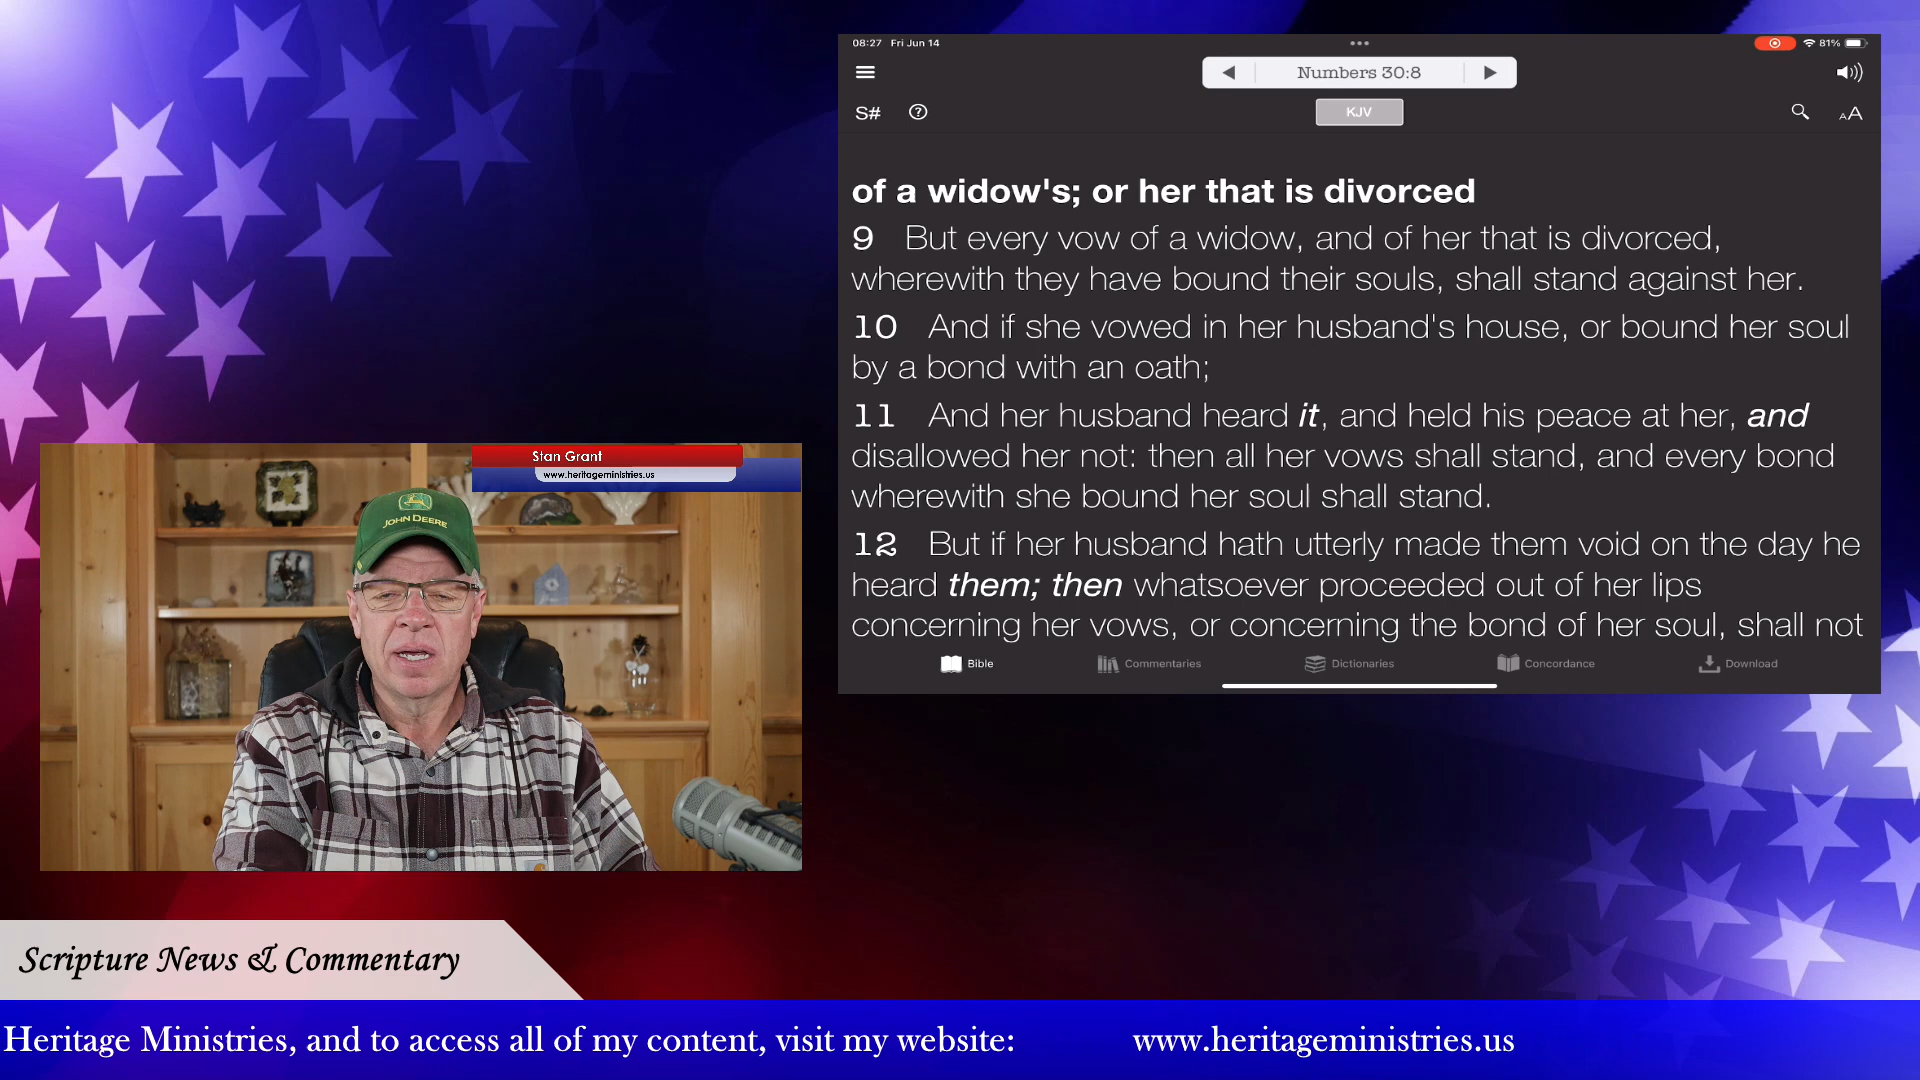 08:27 Fri Jun 14
81%
Numbers 30:8
S#
KJV
AA
of a widow's; or her that is divorced
9 But every vow of a widow, and of her that is divorced,
wherewith they have bound their souls, shall stand against her.
10 And if she vowed in her husband's house, or bound her soul
by a bond with an oath;
11 And her husband heard it, and held his peace at her, and
disallowed her not: then all her vows shall stand, and every bond
wherewith she bound her soul shall stand.
12 But if her husband hath utterly made them void on the day he
heard them; then whatsoever proceeded out of her lips
concerning her vows, or concerning the bond of her soul, shall not
Bible
Commentaries
Dictionaries
Concordance
Download
Stan Grant
www.heritageministries.us
JOHN DEERE
Scripture News & Commentary
Heritage Ministries, and to access all of my content, visit my website: www.heritageministries.us